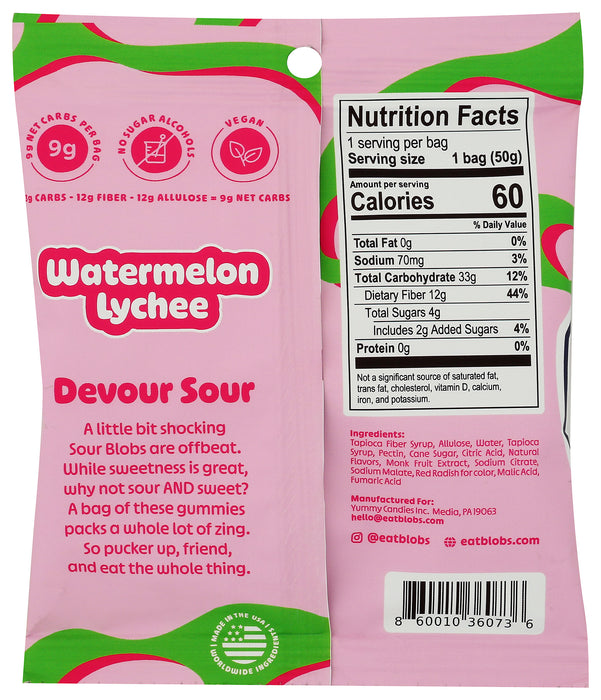 9g NET CARBS PER BAG
9g
NO SUGAR ALCOHOLS
VEGAN
g CARBS - 12g FIBER - 12g ALLULOSE = 9g NET CARBS
Watermelon
Lychee
Devour Sour
A little bit shocking
Sour Blobs are offbeat.
While sweetness is great,
why not sour AND sweet?
A bag of these gummies
packs a whole lot of zing.
So pucker up, friend,
and eat the whole thing.
MADE IN THE USA /
WORLDWIDE INGREDIENTS
Nutrition Facts
1 serving per bag
Serving size 1 bag (50g)
Amount per serving
Calories 60
% Daily Value
Total Fat 0g 0%
Sodium 70mg 3%
Total Carbohydrate 33g 12%
Dietary Fiber 12g 44%
Total Sugars 4g
Includes 2g Added Sugars 4%
Protein 0g 0%
Not a significant source of saturated fat,
trans fat, cholesterol, vitamin D, calcium,
iron, and potassium.
Ingredients:
Tapioca Fiber Syrup, Allulose, Water, Tapioca
Syrup, Pectin, Cane Sugar, Citric Acid, Natural
Flavors, Monk Fruit Extract, Sodium Citrate,
Sodium Malate, Red Radish for color, Malic Acid,
Fumaric Acid
Manufactured For:
Yummy Candies Inc. Media, PA 19063
hello@eatblobs.com
@eatblobs eatblobs.com
8 60010 36073 6